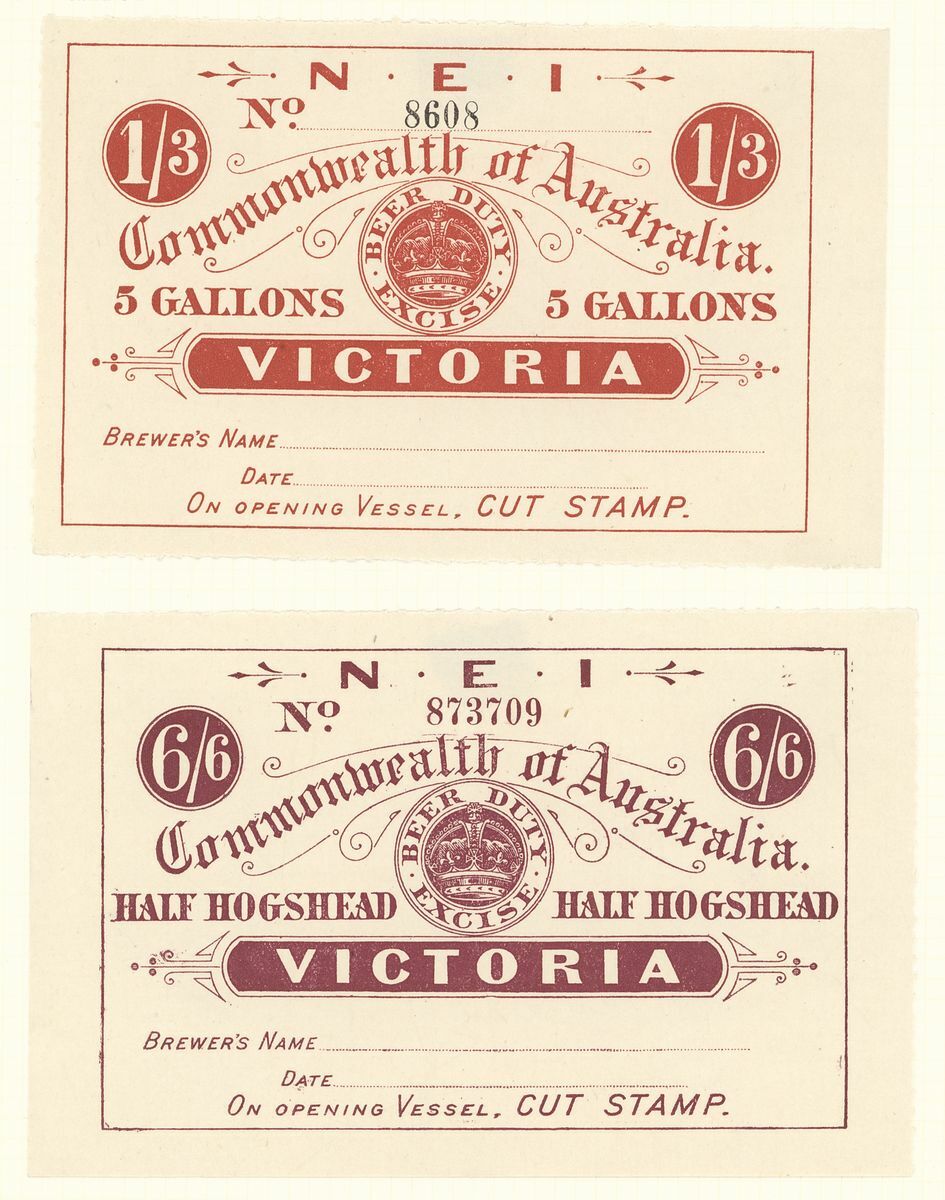 N · E · I
No. 8608
1/3 1/3
Commonwealth of Australia.
· BEER DUTY · EXCISE
5 GALLONS 5 GALLONS
VICTORIA
BREWER'S NAME
DATE
ON OPENING VESSEL, CUT STAMP.
N · E · I
No. 873709
6/6 6/6
Commonwealth of Australia.
· BEER DUTY · EXCISE
HALF HOGSHEAD HALF HOGSHEAD
VICTORIA
BREWER'S NAME
DATE
ON OPENING VESSEL, CUT STAMP.